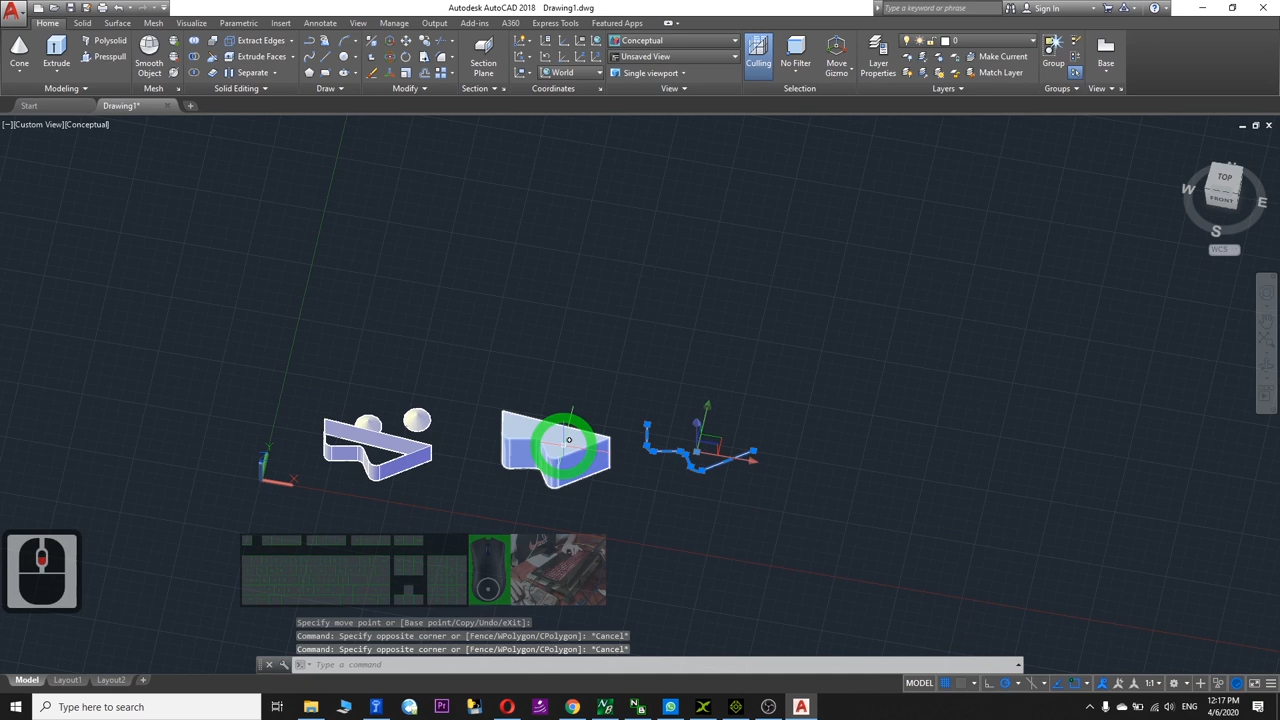 Autodesk AutoCAD 2018 Drawing1.dwg
Type a keyword or phrase
Sign In
Home Solid Surface Mesh Visualize Parametric Insert Annotate View Manage Output Add-ins A360 Express Tools Featured Apps
Cone
Extrude
Polysolid
Presspull
Smooth Object
Extract Edges
Extrude Faces
Separate
Section Plane
World
Conceptual
Unsaved View
Single viewport
Culling
No Filter
Move Gizmo
Layer Properties
0
Make Current
Match Layer
Group
Base
Modeling Mesh Solid Editing Draw Modify Section Coordinates View Selection Layers Groups View
Start Drawing1*
[−][Custom View][Conceptual]
N
W
TOP
FRONT
E
S
WCS
Y
X
Specify move point or [Base point/Copy/Undo/eXit]:
Command: Specify opposite corner or [Fence/WPolygon/CPolygon]: *Cancel*
Command: Specify opposite corner or [Fence/WPolygon/CPolygon]: *Cancel*
Type a command
Model Layout1 Layout2
MODEL
1:1
Type here to search
ENG
12:17 PM
4/6/2020